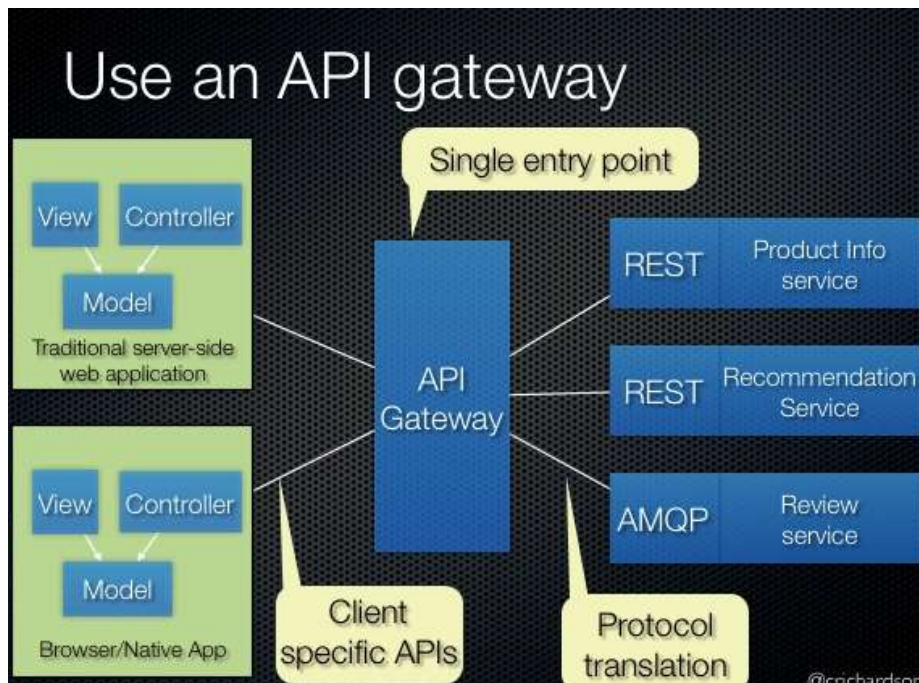 Use an API gateway
Single entry point
View
Controller
Model
Traditional server-side
web application
View
Controller
Model
Browser/Native App
API
Gateway
REST
Product Info
service
REST
Recommendation
Service
AMQP
Review
service
Client
specific APIs
Protocol
translation
@crichardson